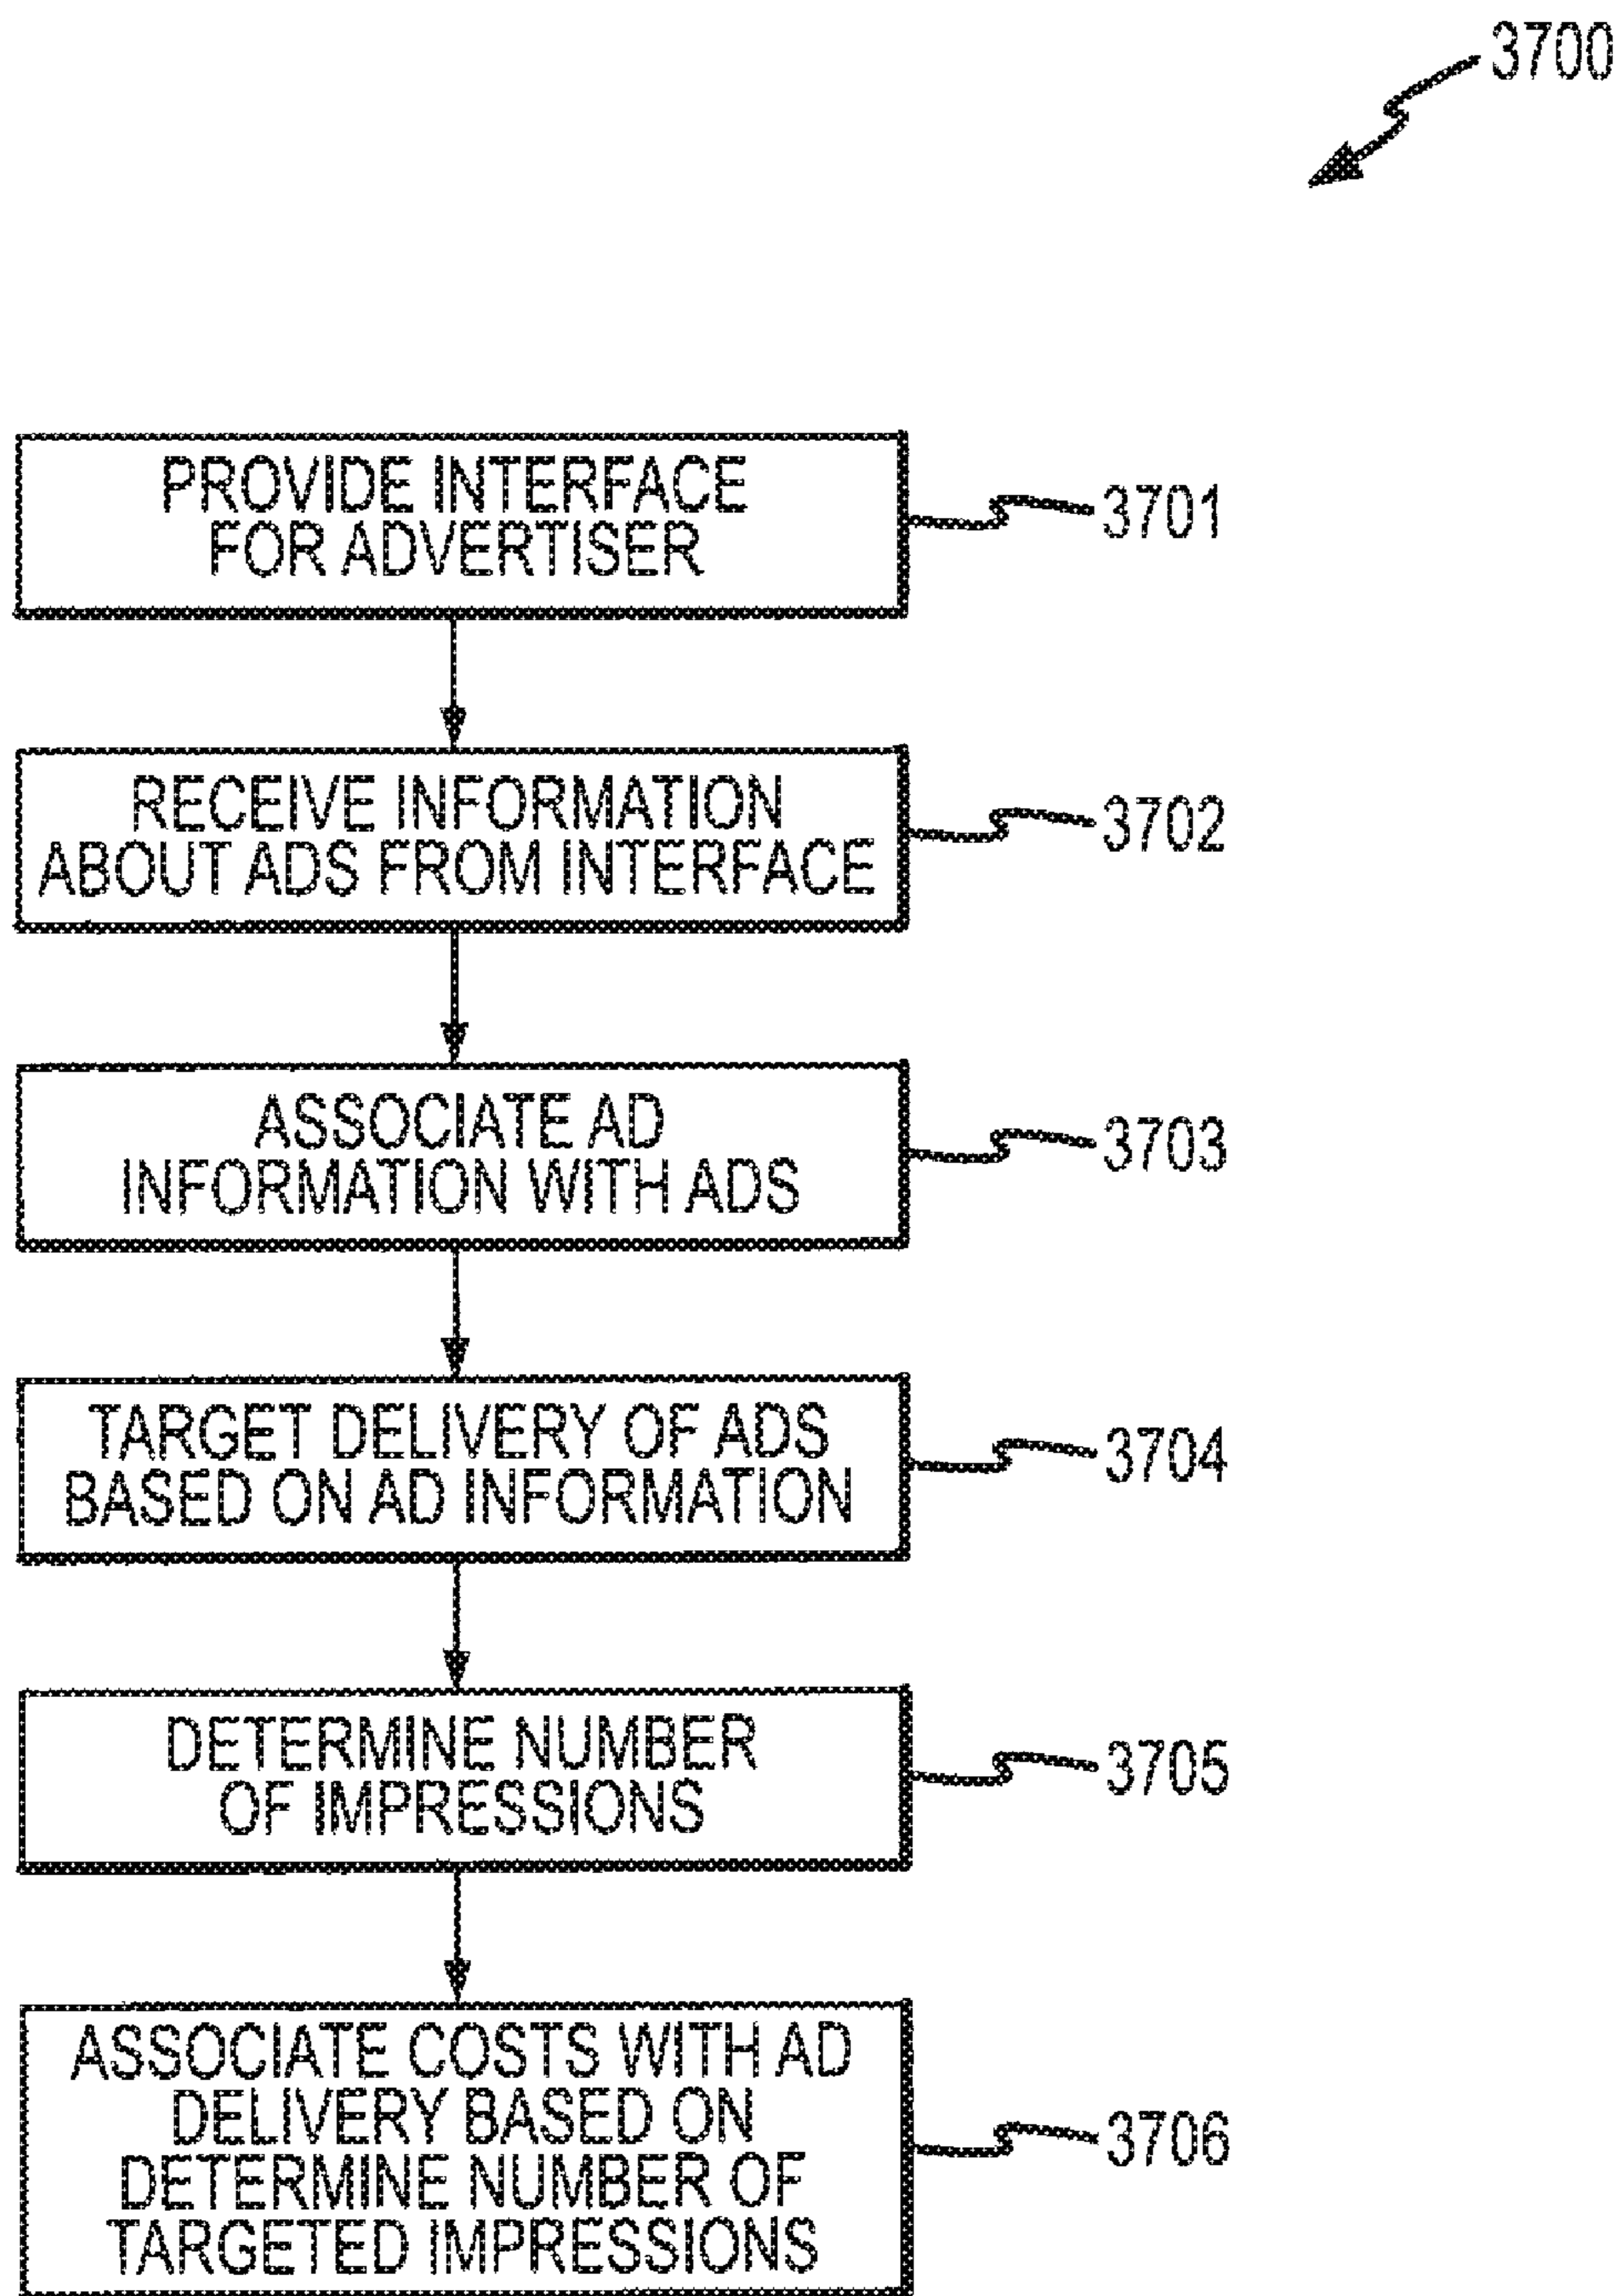 3700
PROVIDE INTERFACE
FOR ADVERTISER
3701
RECEIVE INFORMATION
ABOUT ADS FROM INTERFACE
3702
ASSOCIATE AD
INFORMATION WITH ADS
3703
TARGET DELIVERY OF ADS
BASED ON AD INFORMATION
3704
DETERMINE NUMBER
OF IMPRESSIONS
3705
ASSOCIATE COSTS WITH AD
DELIVERY BASED ON
DETERMINE NUMBER OF
TARGETED IMPRESSIONS
3706